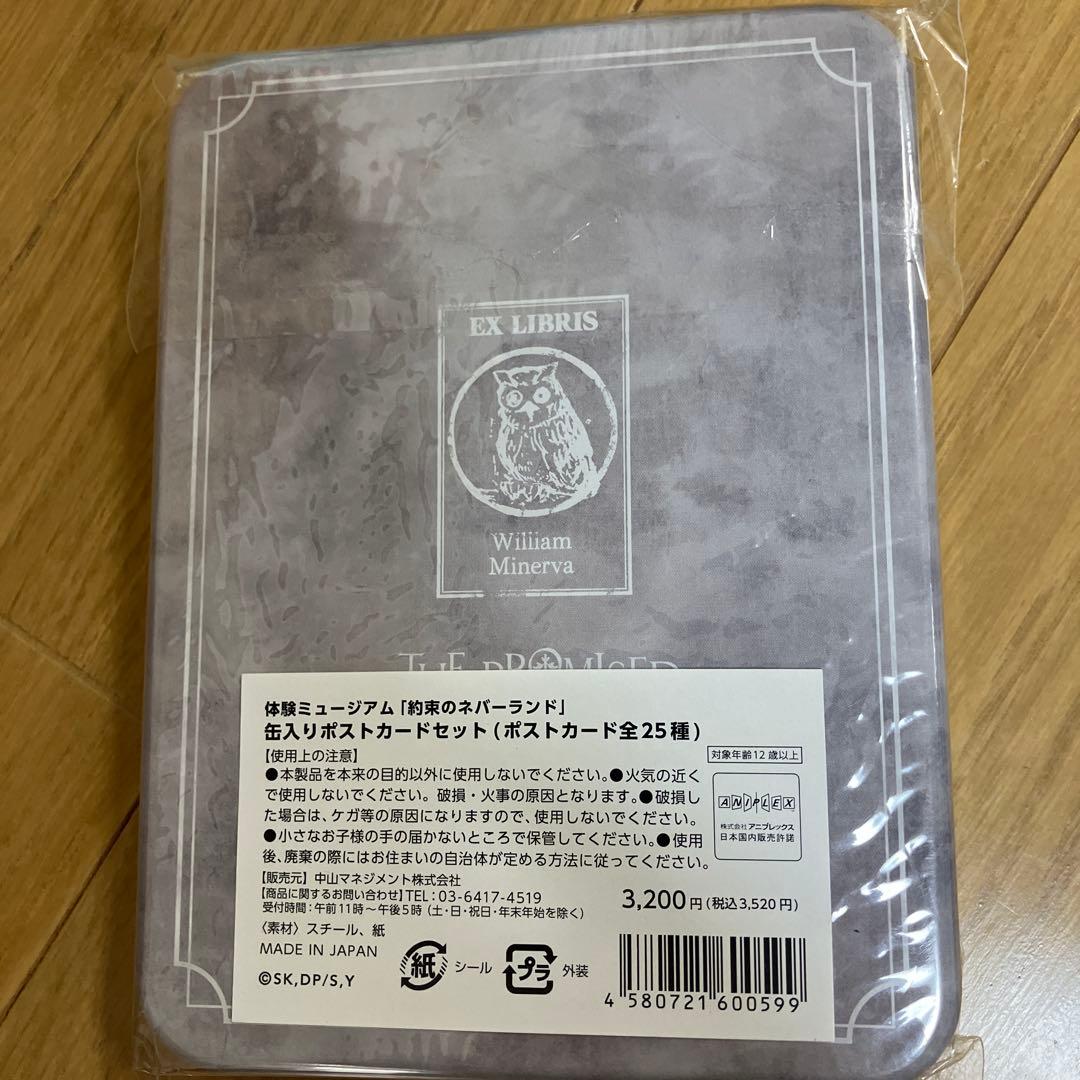 EX LIBRIS
William
Minerva
THE PROMISED
体験ミュージアム「約束のネバーランド」
缶入りポストカードセット(ポストカード全25種)
【使用上の注意】
対象年齢12歳以上
●本製品を本来の目的以外に使用しないでください。●火気の近く
で使用しないでください。破損・火事の原因となります。●破損し
た場合は、ケガ等の原因になりますので、使用しないでください。
●小さなお子様の手の届かないところで保管してください。●使用
後、廃棄の際にはお住まいの自治体が定める方法に従ってください。
ANIPLEX
株式会社アニプレックス
日本国内販売許諾
【販売元】中山マネジメント株式会社
【商品に関するお問い合わせ】TEL:03-6417-4519
受付時間:午前11時〜午後5時(土・日・祝日・年末年始を除く)
3,200円(税込3,520円)
〈素材〉スチール、紙
MADE IN JAPAN
©SK,DP/S,Y
紙 シール
プラ 外装
4 580721 600599